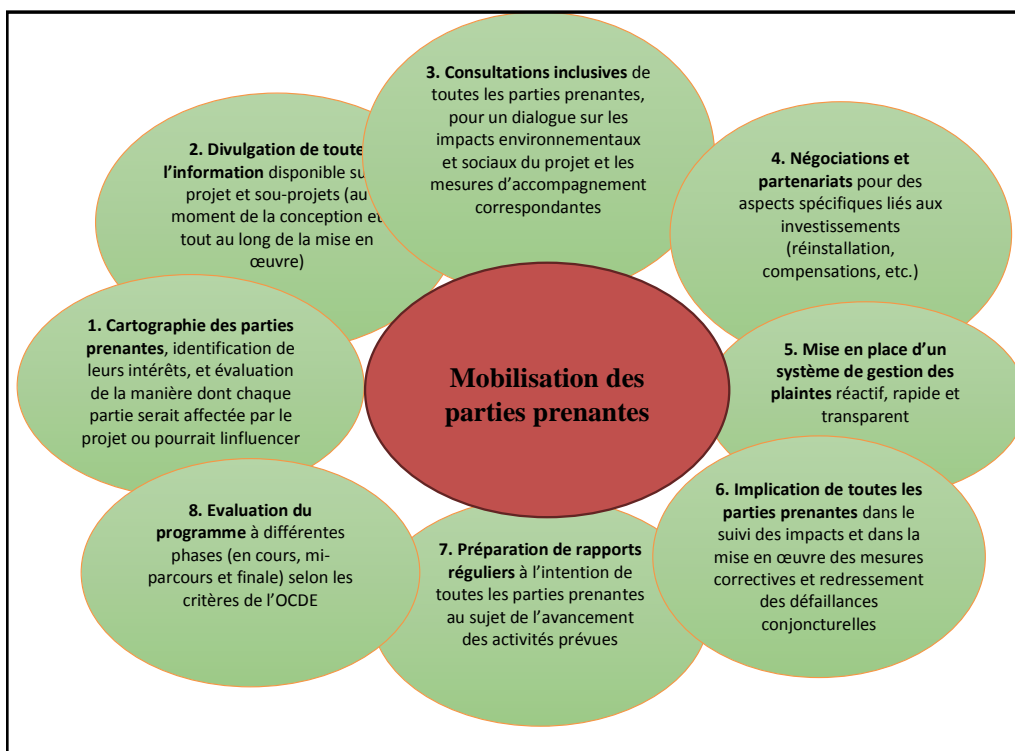 3. Consultations inclusives de
toutes les parties prenantes,
pour un dialogue sur les
impacts environnementaux
et sociaux du projet et les
mesures d'accompagnement
correspondantes
2. Divulgation de toute
l'information disponible su
projet et sou-projets (au
moment de la conception et
tout au long de la mise en
œuvre)
4. Négociations et
partenariats pour des
aspects spécifiques liés aux
investissements
(réinstallation,
compensations, etc.)
1. Cartographie des parties
prenantes, identification de
leurs intérêts, et évaluation
de la manière dont chaque
partie serait affectée par le
projet ou pourrait linfluencer
Mobilisation des
parties prenantes
5. Mise en place d'un
système de gestion des
plaintes réactif, rapide et
transparent
8. Evaluation du
programme à différentes
phases (en cours, mi-
parcours et finale) selon les
critères de l'OCDE
7. Préparation de rapports
réguliers à l'intention de
toutes les parties prenantes
au sujet de l'avancement
des activités prévues
6. Implication de toutes les
parties prenantes dans le
suivi des impacts et dans la
mise en œuvre des mesures
correctives et redressement
des défaillances
conjoncturelles